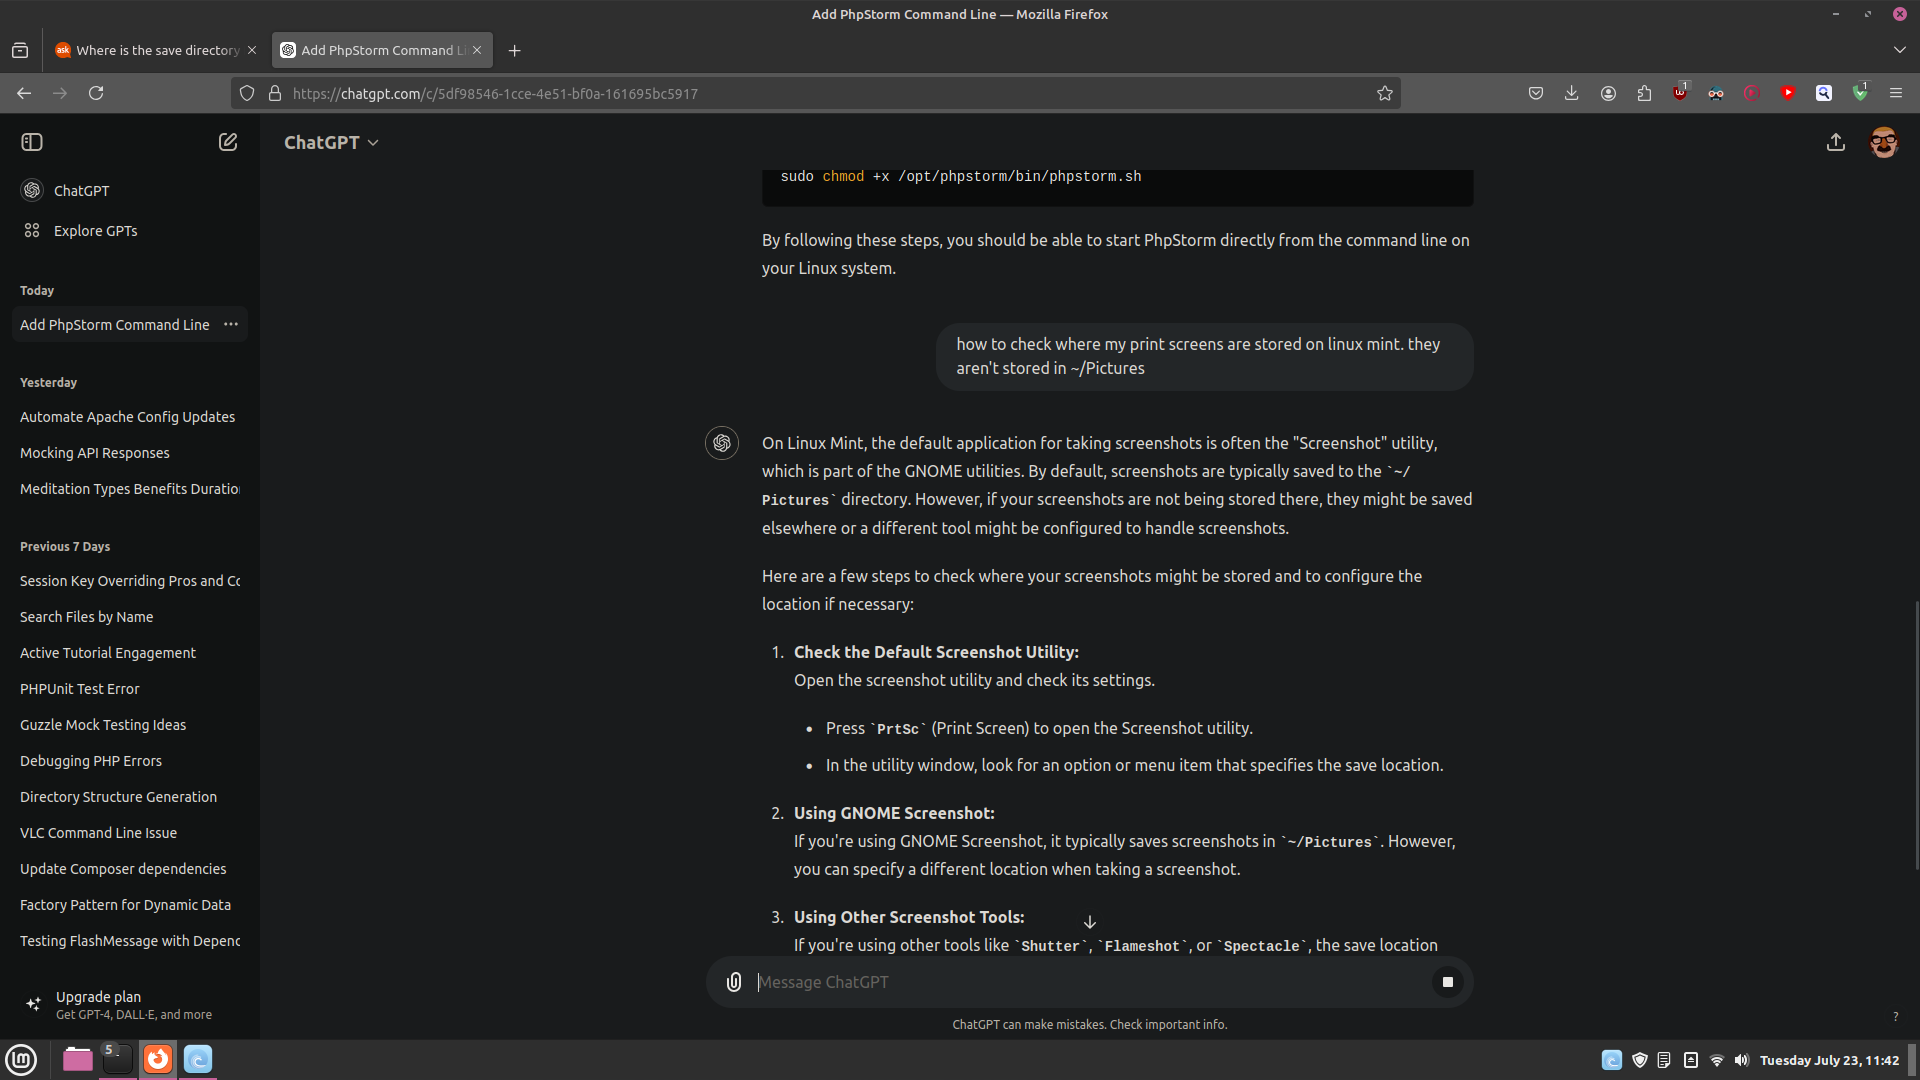 Add PhpStorm Command Line — Mozilla Firefox
ask Where is the save directory
Add PhpStorm Command Li
https://chatgpt.com/c/5df98546-1cce-4e51-bf0a-161695bc5917
1
1
ChatGPT
ChatGPT
Explore GPTs
Today
Add PhpStorm Command Line
Yesterday
Automate Apache Config Updates
Mocking API Responses
Meditation Types Benefits Duratio
Previous 7 Days
Session Key Overriding Pros and Co
Search Files by Name
Active Tutorial Engagement
PHPUnit Test Error
Guzzle Mock Testing Ideas
Debugging PHP Errors
Directory Structure Generation
VLC Command Line Issue
Update Composer dependencies
Factory Pattern for Dynamic Data
Testing FlashMessage with Depend
Upgrade plan
Get GPT-4, DALL·E, and more
sudo chmod +x /opt/phpstorm/bin/phpstorm.sh
By following these steps, you should be able to start PhpStorm directly from the command line on
your Linux system.
how to check where my print screens are stored on linux mint. they
aren't stored in ~/Pictures
On Linux Mint, the default application for taking screenshots is often the "Screenshot" utility,
which is part of the GNOME utilities. By default, screenshots are typically saved to the `~/
Pictures` directory. However, if your screenshots are not being stored there, they might be saved
elsewhere or a different tool might be configured to handle screenshots.
Here are a few steps to check where your screenshots might be stored and to configure the
location if necessary:
1. Check the Default Screenshot Utility:
Open the screenshot utility and check its settings.
• Press `PrtSc` (Print Screen) to open the Screenshot utility.
• In the utility window, look for an option or menu item that specifies the save location.
2. Using GNOME Screenshot:
If you're using GNOME Screenshot, it typically saves screenshots in `~/Pictures`. However,
you can specify a different location when taking a screenshot.
3. Using Other Screenshot Tools:
If you're using other tools like `Shutter`, `Flameshot`, or `Spectacle`, the save location
Message ChatGPT
ChatGPT can make mistakes. Check important info.
?
5
Tuesday July 23, 11:42